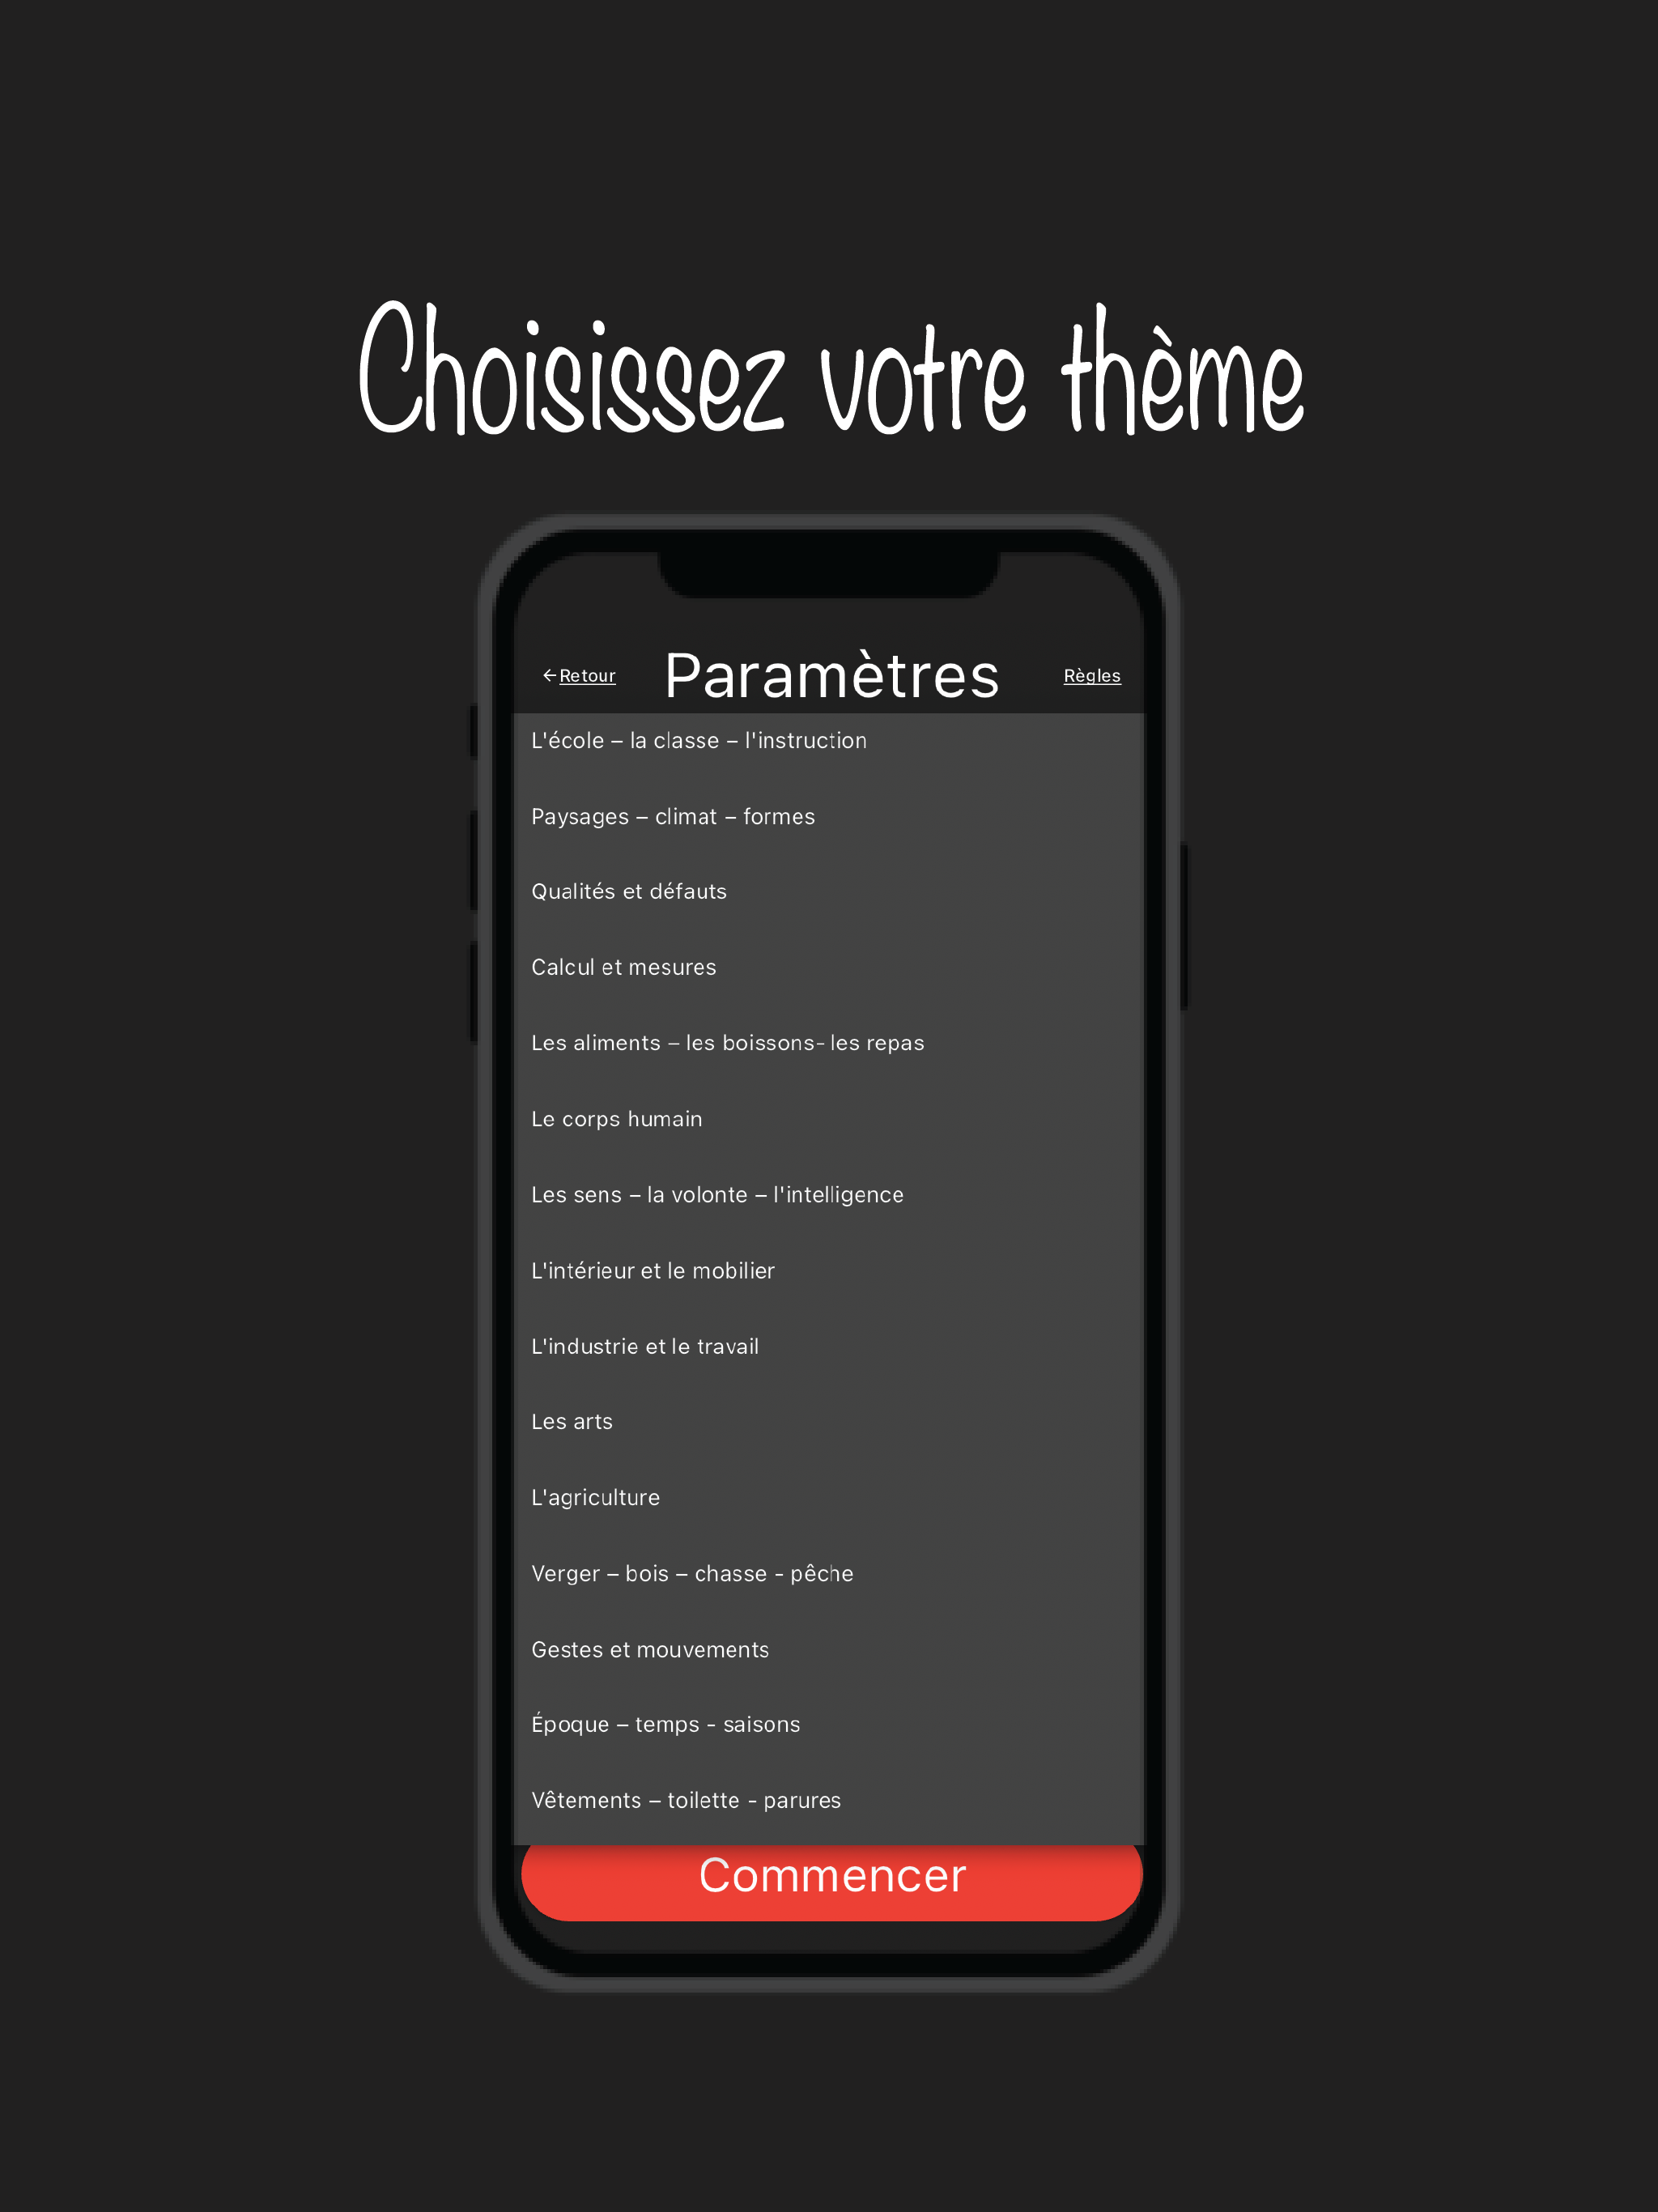 Choisissez votre thème
← Retour
Paramètres
Règles
L'école – la classe – l'instruction
Paysages – climat – formes
Qualités et défauts
Calcul et mesures
Les aliments – les boissons- les repas
Le corps humain
Les sens – la volonte – l'intelligence
L'intérieur et le mobilier
L'industrie et le travail
Les arts
L'agriculture
Verger – bois – chasse - pêche
Gestes et mouvements
Époque – temps - saisons
Vêtements – toilette - parures
Commencer